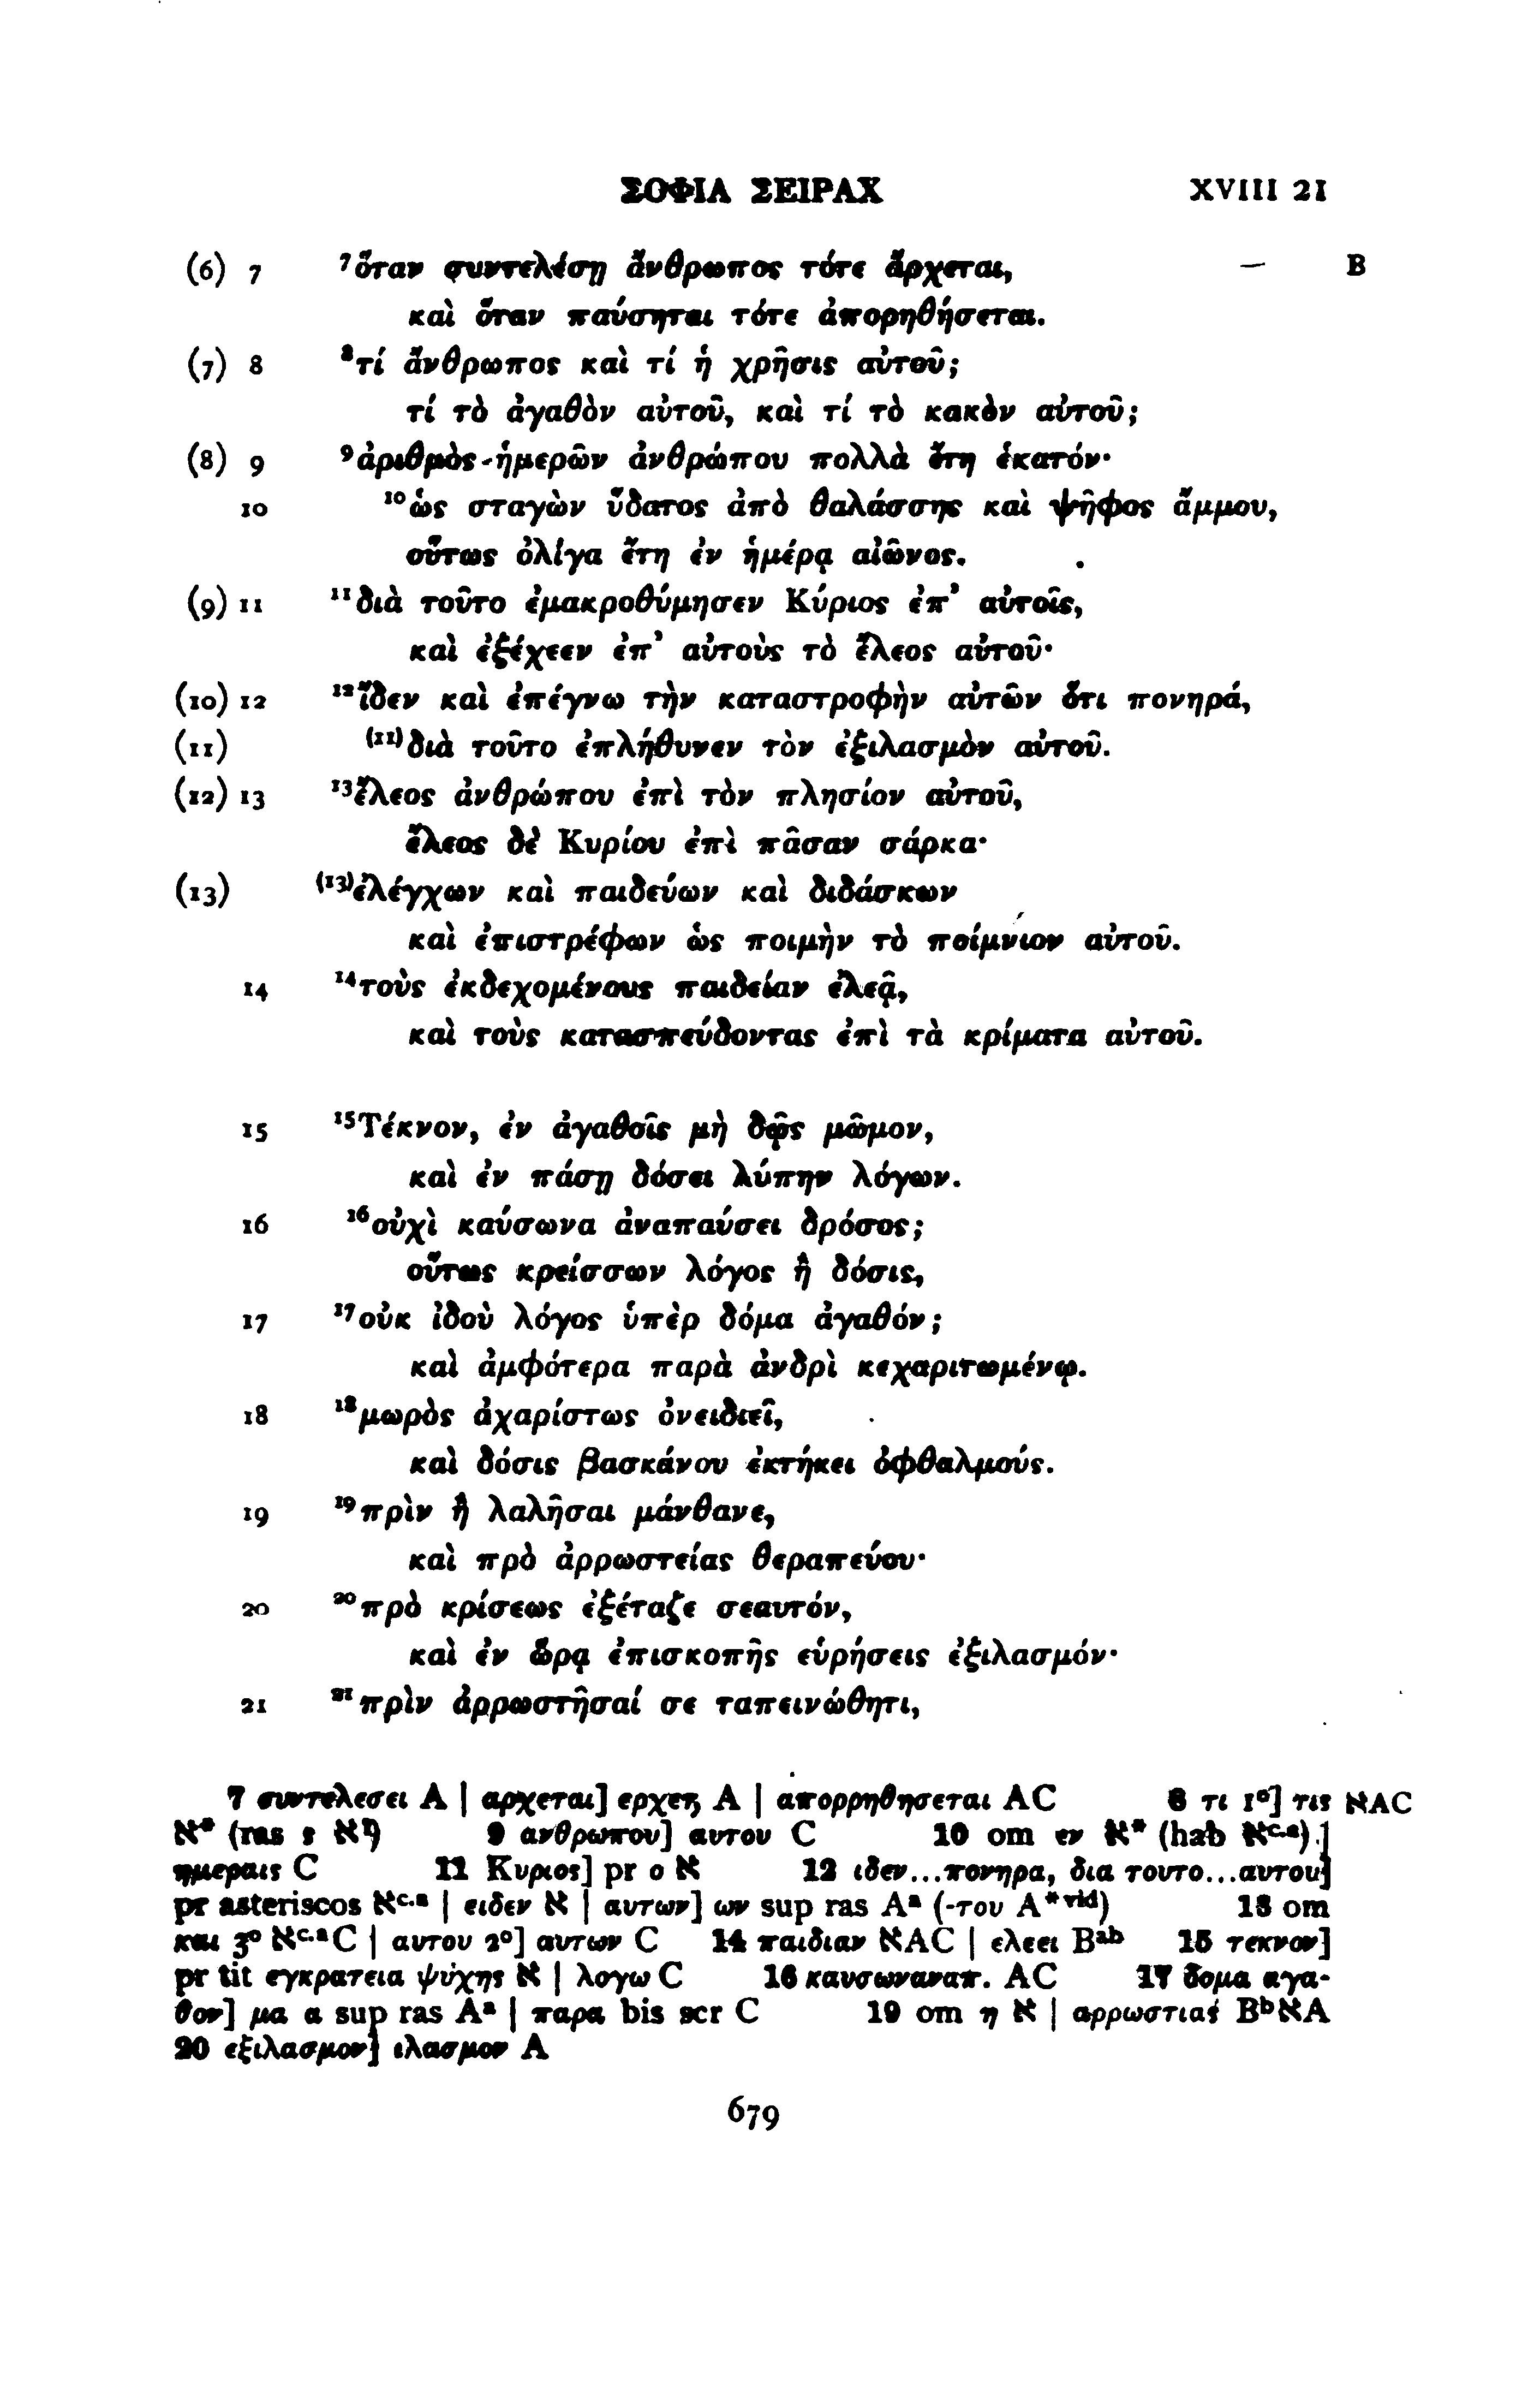 ΣΟΦΙΑ ΣΕΙΡΑΧ XVIII 21
(6) 7 ⁷ὅταν συντελέσῃ ἄνθρωπος τότε ἄρχεται, B
καὶ ὅταν παύσηται τότε ἀπορηθήσεται.
(7) 8 ⁸τί ἄνθρωπος καὶ τί ἡ χρῆσις αὐτοῦ;
τί τὸ ἀγαθὸν αὐτοῦ, καὶ τί τὸ κακὸν αὐτοῦ;
(8) 9 ⁹ἀριθμὸς ἡμερῶν ἀνθρώπου πολλὰ ἔτη ἑκατόν·
10 ¹⁰ὡς σταγὼν ὕδατος ἀπὸ θαλάσσης καὶ ψῆφος ἄμμου,
οὕτως ὀλίγα ἔτη ἐν ἡμέρᾳ αἰῶνος.
(9) 11 ¹¹διὰ τοῦτο ἐμακροθύμησεν Κύριος ἐπ’ αὐτοῖς,
καὶ ἐξέχεεν ἐπ’ αὐτοὺς τὸ ἔλεος αὐτοῦ·
(10) 12 ¹²ἴδεν καὶ ἐπέγνω τὴν καταστροφὴν αὐτῶν ὅτι πονηρά,
(11) ⁽¹¹⁾διὰ τοῦτο ἐπλήθυνεν τὸν ἐξιλασμὸν αὐτοῦ.
(12) 13 ¹³ἔλεος ἀνθρώπου ἐπὶ τὸν πλησίον αὐτοῦ,
ἔλεος δὲ Κυρίου ἐπὶ πᾶσαν σάρκα·
(13) ⁽¹³⁾ἐλέγχων καὶ παιδεύων καὶ διδάσκων
καὶ ἐπιστρέφων ὡς ποιμὴν τὸ ποίμνιον αὐτοῦ.
14 ¹⁴τοὺς ἐκδεχομένους παιδείαν ἐλεᾷ,
καὶ τοὺς κατασπεύδοντας ἐπὶ τὰ κρίματα αὐτοῦ.
15 ¹⁵Τέκνον, ἐν ἀγαθοῖς μὴ δῷς μῶμον,
καὶ ἐν πάσῃ δόσει λύπην λόγων.
16 ¹⁶οὐχὶ καύσωνα ἀναπαύσει δρόσος;
οὕτως κρείσσων λόγος ἢ δόσις,
17 ¹⁷οὐκ ἰδοὺ λόγος ὑπὲρ δόμα ἀγαθόν;
καὶ ἀμφότερα παρὰ ἀνδρὶ κεχαριτωμένῳ.
18 ¹⁸μωρὸς ἀχαρίστως ὀνειδιεῖ,
καὶ δόσις βασκάνου ἐκτήκει ὀφθαλμούς.
19 ¹⁹πρὶν ἢ λαλῆσαι μάνθανε,
καὶ πρὸ ἀρρωστείας θεραπεύου·
20 ²⁰πρὸ κρίσεως ἐξέταζε σεαυτόν,
καὶ ἐν ὥρᾳ ἐπισκοπῆς εὑρήσεις ἐξιλασμόν·
21 ²¹πρὶν ἀρρωστῆσαί σε ταπεινώθητι,
7 συντελεσει A | αρχεται] ερχετ̣ A | απορρηθησεται AC 8 τι 1°] τις אAC
א* (ras ς א?) 9 ανθρωπου] αυτου C 10 om εν א* (hab אc.a) |
ημεραις C 11 Κυριος] pr ο א 12 ιδεν...πονηρα, δια τουτο...αυτου]
pr asteriscos אc.a | ειδεν א | αυτων] ων sup ras Aa (-του A*vid) 13 om
και 3° אc.aC | αυτου 2°] αυτων C 14 παιδιαν אAC | ελεει Bab 15 τεκνον]
pr tit εγκρατεια ψυχης א | λογω C 16 καυσωναναπ. AC 17 δομα αγα-
θον] μα α sup ras Aa | παρα bis scr C 19 om η א | αρρωστιας BbאA
20 εξιλασμον] ιλασμον A
679